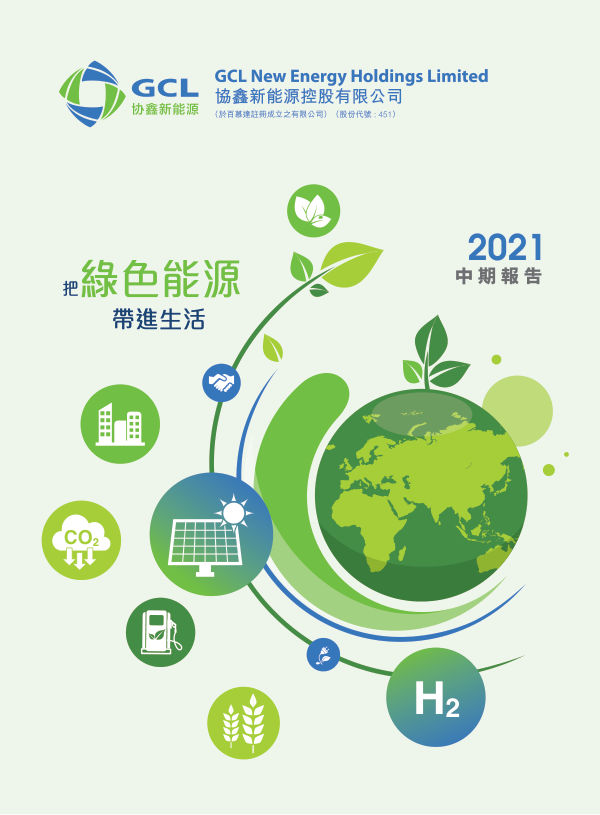 GCL
协鑫新能源
GCL New Energy Holdings Limited
協鑫新能源控股有限公司
(於百慕達註冊成立之有限公司) (股份代號 : 451)
2021
中期報告
把綠色能源
帶進生活
CO2
H2